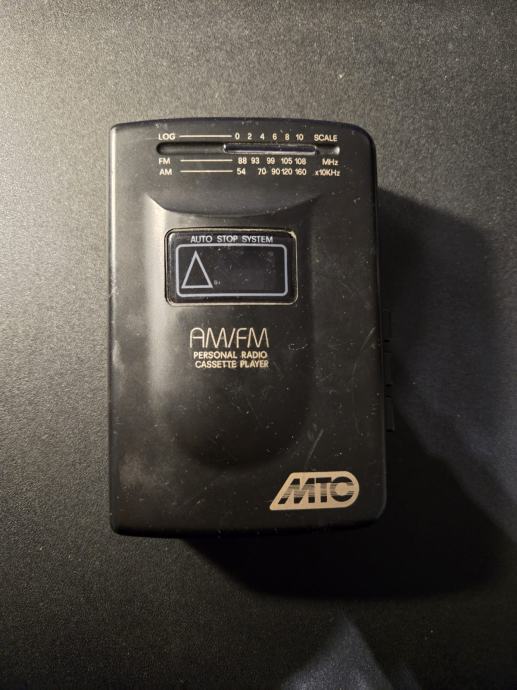 LOG 0 2 4 6 8 10 SCALE
FM 88 93 99 105 108 MHz
AM 54 70 90 120 160 x10KHz
AUTO STOP SYSTEM
AM/FM
PERSONAL RADIO
CASSETTE PLAYER
MTC